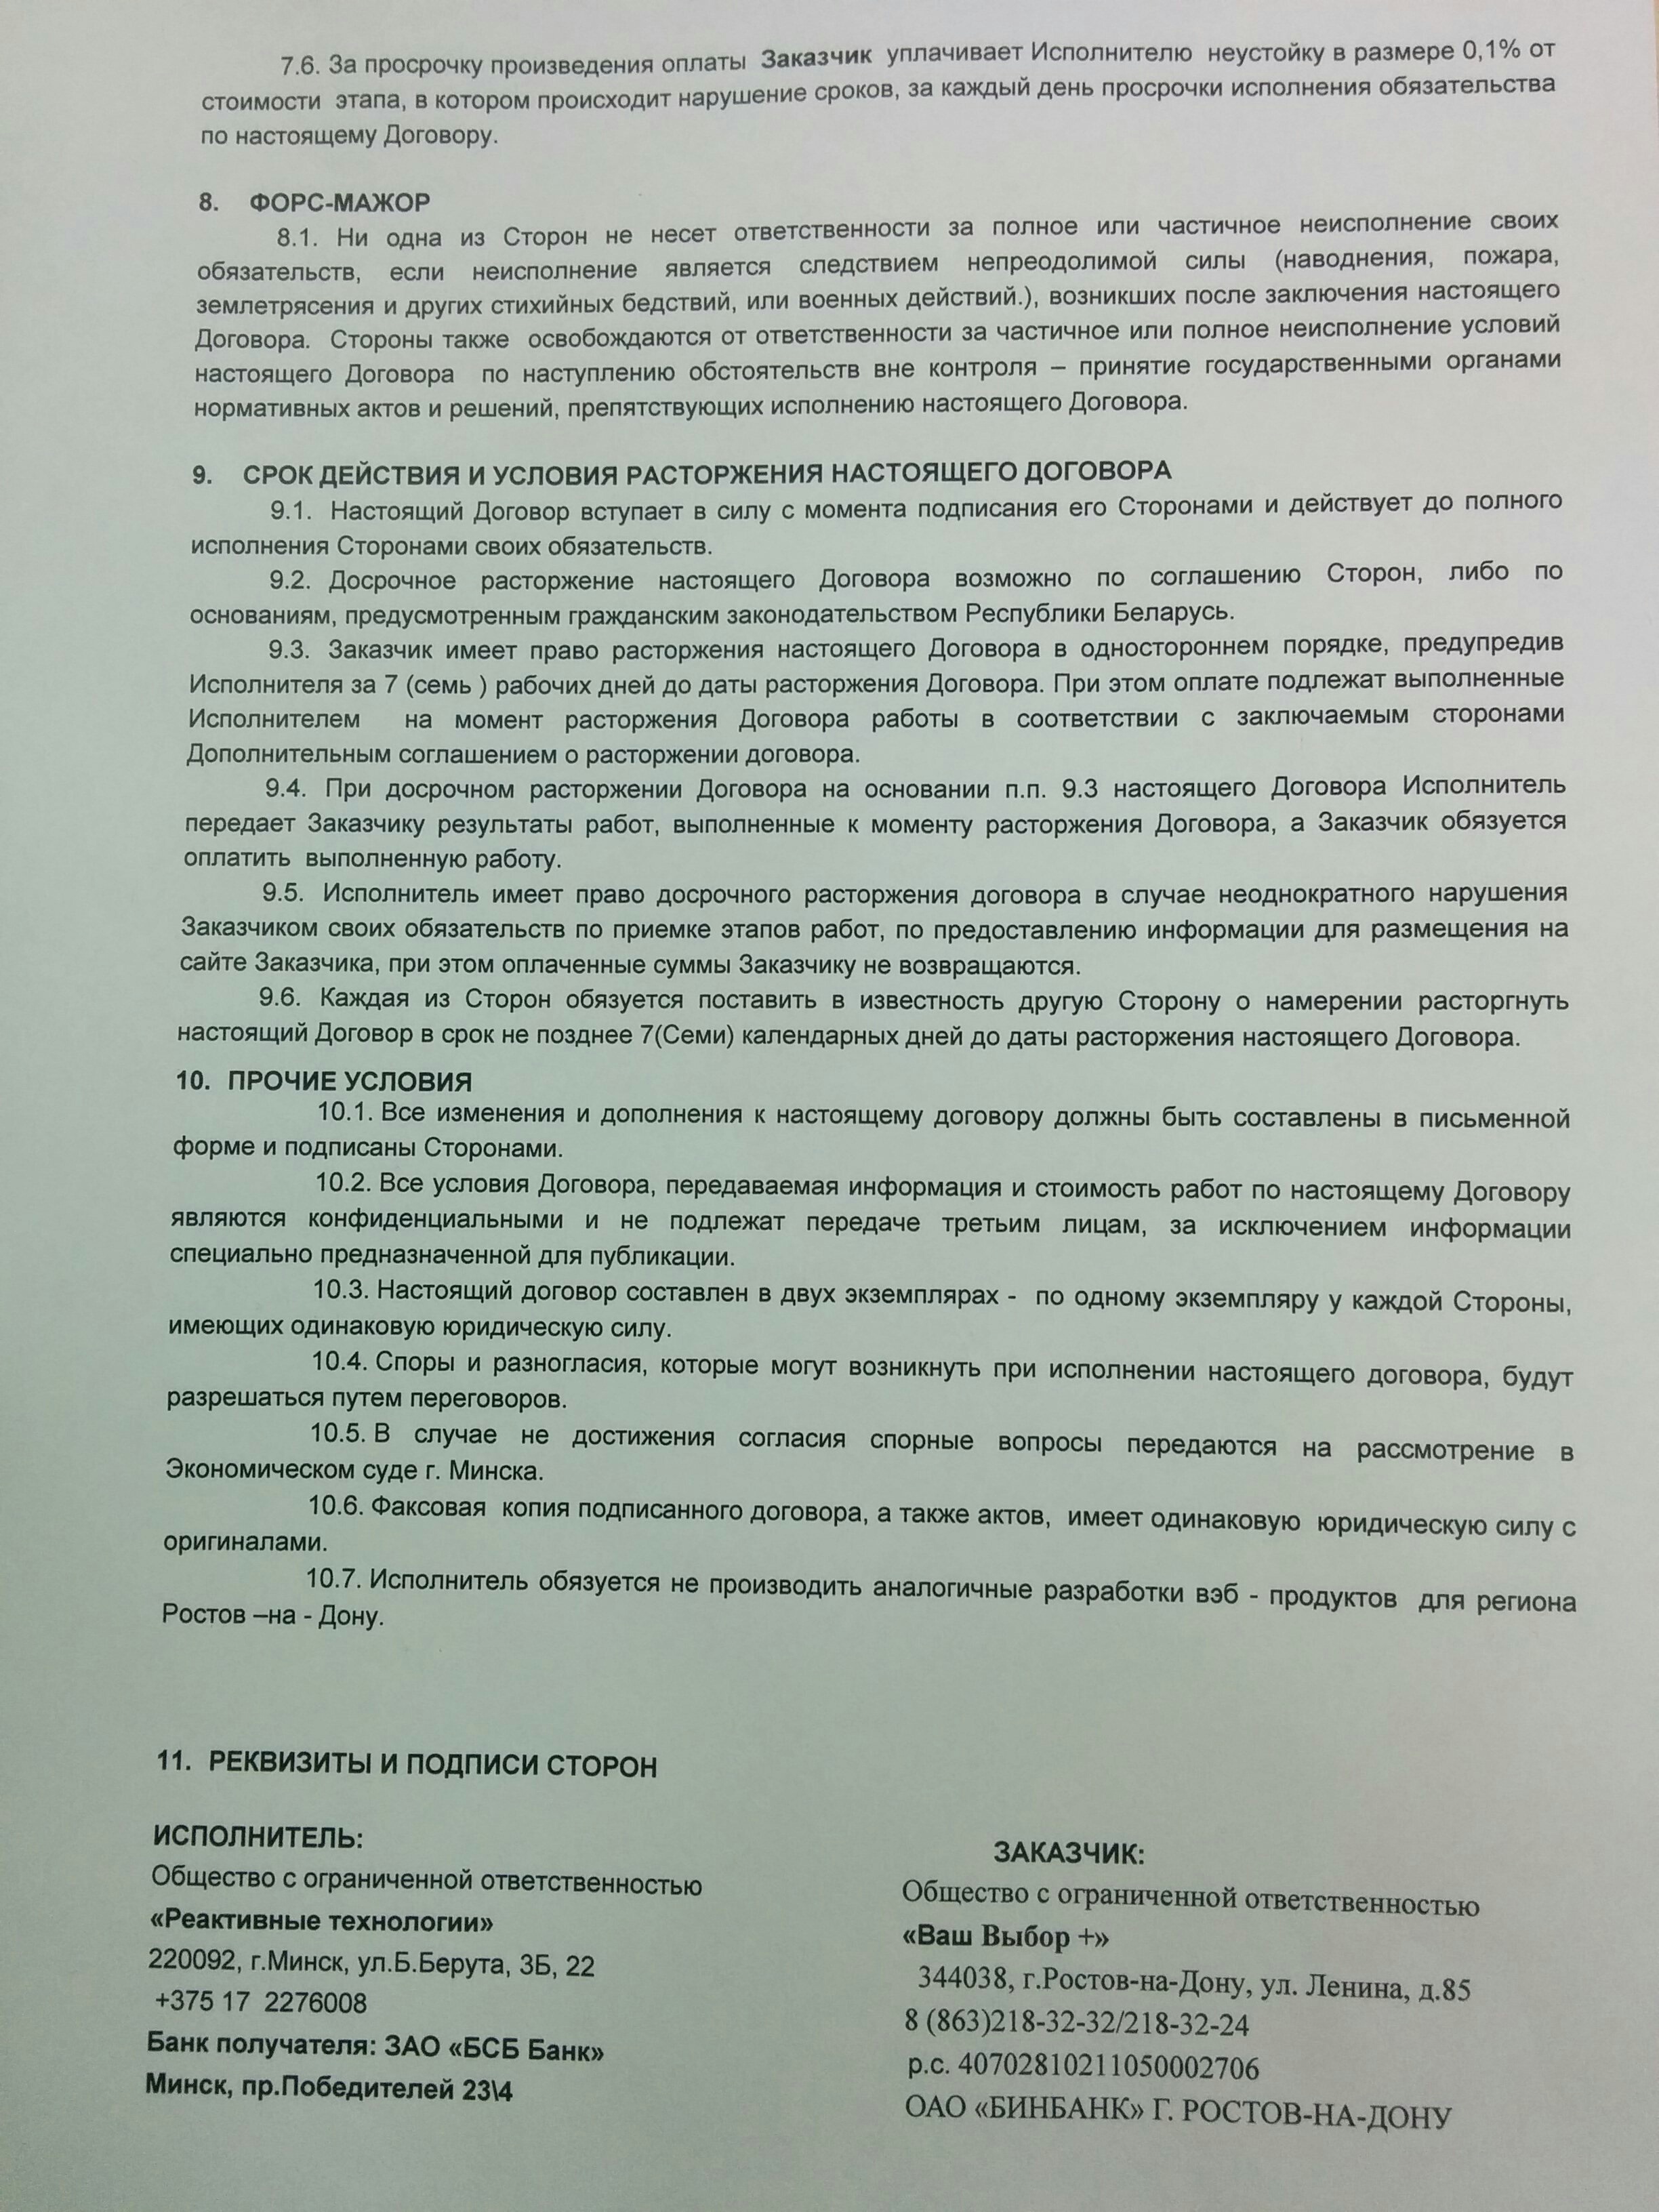 7.6. За просрочку произведения оплаты Заказчик уплачивает Исполнителю неустойку в размере 0,1% от
стоимости этапа, в котором происходит нарушение сроков, за каждый день просрочки исполнения обязательства
по настоящему Договору.
8. ФОРС-МАЖОР
8.1. Ни одна из Сторон не несет ответственности за полное или частичное неисполнение своих
обязательств, если неисполнение является следствием непреодолимой силы (наводнения, пожара,
землетрясения и других стихийных бедствий, или военных действий.), возникших после заключения настоящего
Договора. Стороны также освобождаются от ответственности за частичное или полное неисполнение условий
настоящего Договора по наступлению обстоятельств вне контроля – принятие государственными органами
нормативных актов и решений, препятствующих исполнению настоящего Договора.
9. СРОК ДЕЙСТВИЯ И УСЛОВИЯ РАСТОРЖЕНИЯ НАСТОЯЩЕГО ДОГОВОРА
9.1. Настоящий Договор вступает в силу с момента подписания его Сторонами и действует до полного
исполнения Сторонами своих обязательств.
9.2. Досрочное расторжение настоящего Договора возможно по соглашению Сторон, либо по
основаниям, предусмотренным гражданским законодательством Республики Беларусь.
9.3. Заказчик имеет право расторжения настоящего Договора в одностороннем порядке, предупредив
Исполнителя за 7 (семь ) рабочих дней до даты расторжения Договора. При этом оплате подлежат выполненные
Исполнителем на момент расторжения Договора работы в соответствии с заключаемым сторонами
Дополнительным соглашением о расторжении договора.
9.4. При досрочном расторжении Договора на основании п.п. 9.3 настоящего Договора Исполнитель
передает Заказчику результаты работ, выполненные к моменту расторжения Договора, а Заказчик обязуется
оплатить выполненную работу.
9.5. Исполнитель имеет право досрочного расторжения договора в случае неоднократного нарушения
Заказчиком своих обязательств по приемке этапов работ, по предоставлению информации для размещения на
сайте Заказчика, при этом оплаченные суммы Заказчику не возвращаются.
9.6. Каждая из Сторон обязуется поставить в известность другую Сторону о намерении расторгнуть
настоящий Договор в срок не позднее 7(Семи) календарных дней до даты расторжения настоящего Договора.
10. ПРОЧИЕ УСЛОВИЯ
10.1. Все изменения и дополнения к настоящему договору должны быть составлены в письменной
форме и подписаны Сторонами.
10.2. Все условия Договора, передаваемая информация и стоимость работ по настоящему Договору
являются конфиденциальными и не подлежат передаче третьим лицам, за исключением информации
специально предназначенной для публикации.
10.3. Настоящий договор составлен в двух экземплярах - по одному экземпляру у каждой Стороны,
имеющих одинаковую юридическую силу.
10.4. Споры и разногласия, которые могут возникнуть при исполнении настоящего договора, будут
разрешаться путем переговоров.
10.5. В случае не достижения согласия спорные вопросы передаются на рассмотрение в
Экономическом суде г. Минска.
10.6. Факсовая копия подписанного договора, а также актов, имеет одинаковую юридическую силу с
оригиналами.
10.7. Исполнитель обязуется не производить аналогичные разработки вэб - продуктов для региона
Ростов –на - Дону.
11. РЕКВИЗИТЫ И ПОДПИСИ СТОРОН
ИСПОЛНИТЕЛЬ:
Общество с ограниченной ответственностью
«Реактивные технологии»
220092, г.Минск, ул.Б.Берута, 3Б, 22
+375 17 2276008
Банк получателя: ЗАО «БСБ Банк»
Минск, пр.Победителей 23\4
ЗАКАЗЧИК:
Общество с ограниченной ответственностью
«Ваш Выбор +»
344038, г.Ростов-на-Дону, ул. Ленина, д.85
8 (863)218-32-32/218-32-24
р.с. 40702810211050002706
ОАО «БИНБАНК» Г. РОСТОВ-НА-ДОНУ